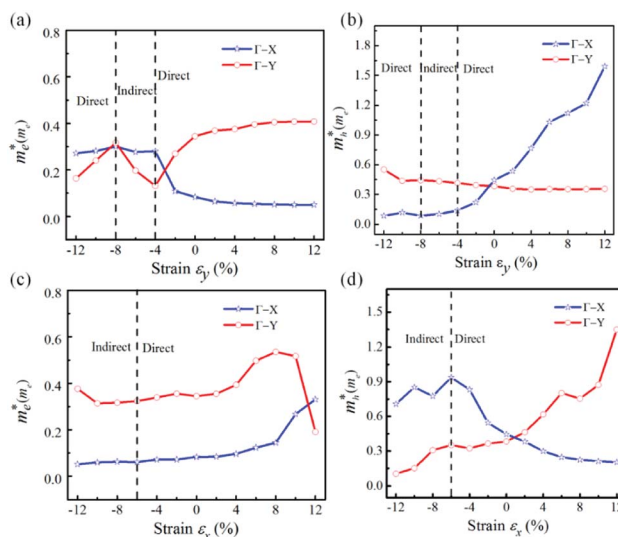 (a)
0.8
0.6
0.4
0.2
0.0
m*e(me)
Γ–X
Γ–Y
Direct
Indirect
Direct
-12 -8 -4 0 4 8 12
Strain εy (%)
(b)
1.8
1.5
1.2
0.9
0.6
0.3
0.0
m*h(me)
Γ–X
Γ–Y
Direct
Indirect
Direct
-12 -8 -4 0 4 8 12
Strain εy (%)
(c)
0.8
0.6
0.4
0.2
0.0
m*e(me)
Γ–X
Γ–Y
Indirect
Direct
-12 -8 -4 0 4 8 12
Strain εx (%)
(d)
1.5
1.2
0.9
0.6
0.3
0.0
m*h(me)
Γ–X
Γ–Y
Indirect
Direct
-12 -8 -4 0 4 8 12
Strain εx (%)